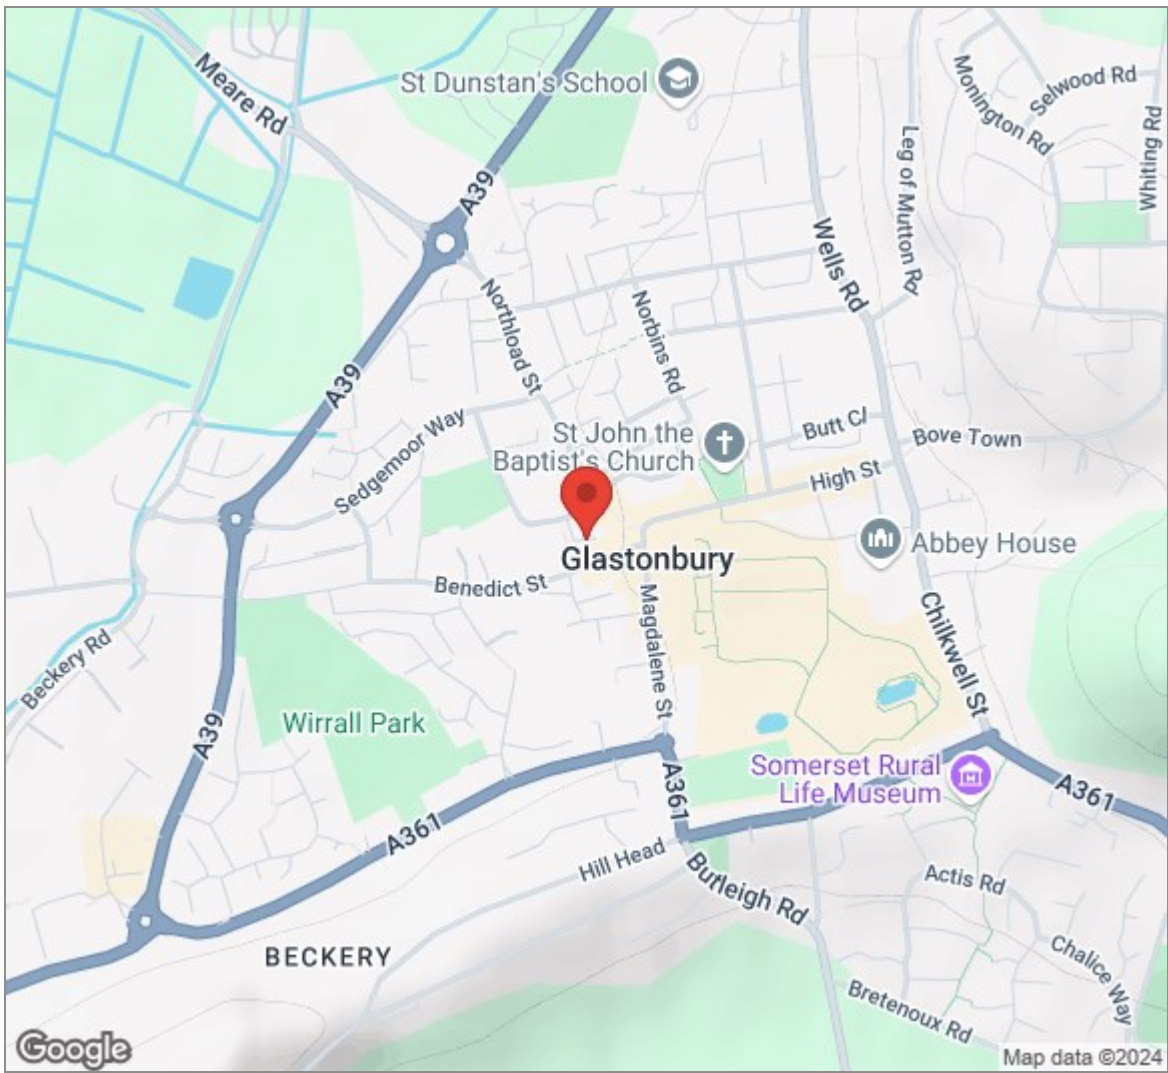 St Dunstan's School
Meare Rd
Monington Rd
Selwood Rd
Whiting Rd
Leg of Mutton Rd
A39
Wells Rd
Northload St
Norbins Rd
A39
Sedgemoor Way
St John the
Baptist's Church
Butt Cl
Bove Town
High St
Abbey House
Glastonbury
Benedict St
Magdalene St
Chilkwell St
Beckery Rd
Wirrall Park
A39
Somerset Rural
Life Museum
A361
A361
A361
Hill Head
Butleigh Rd
Actis Rd
BECKERY
Chalice Way
Bretenoux Rd
Google
Map data ©2024